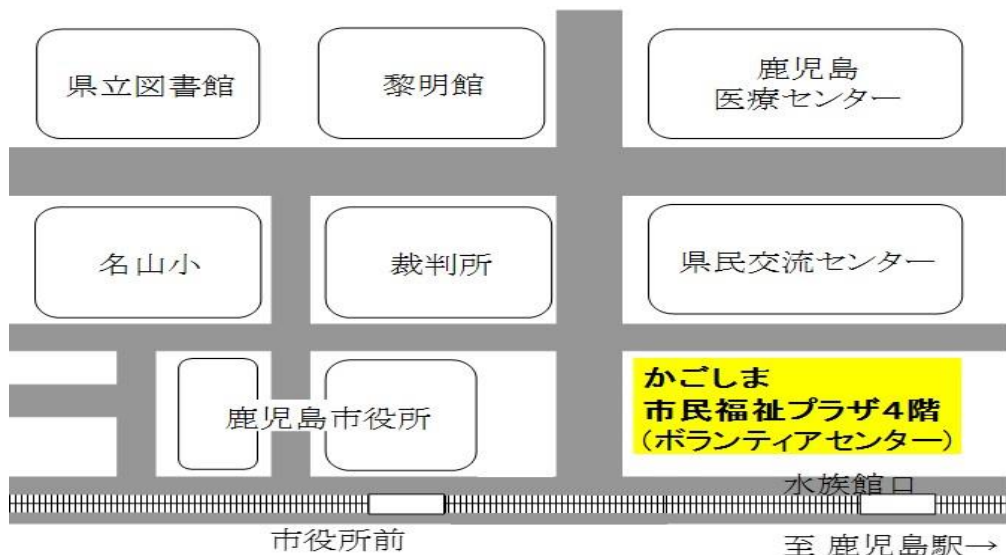 県立図書館
黎明館
鹿児島
医療センター
名山小
裁判所
県民交流センター
鹿児島市役所
かごしま
市民福祉プラザ4階
(ボランティアセンター)
水族館口
市役所前
至 鹿児島駅→